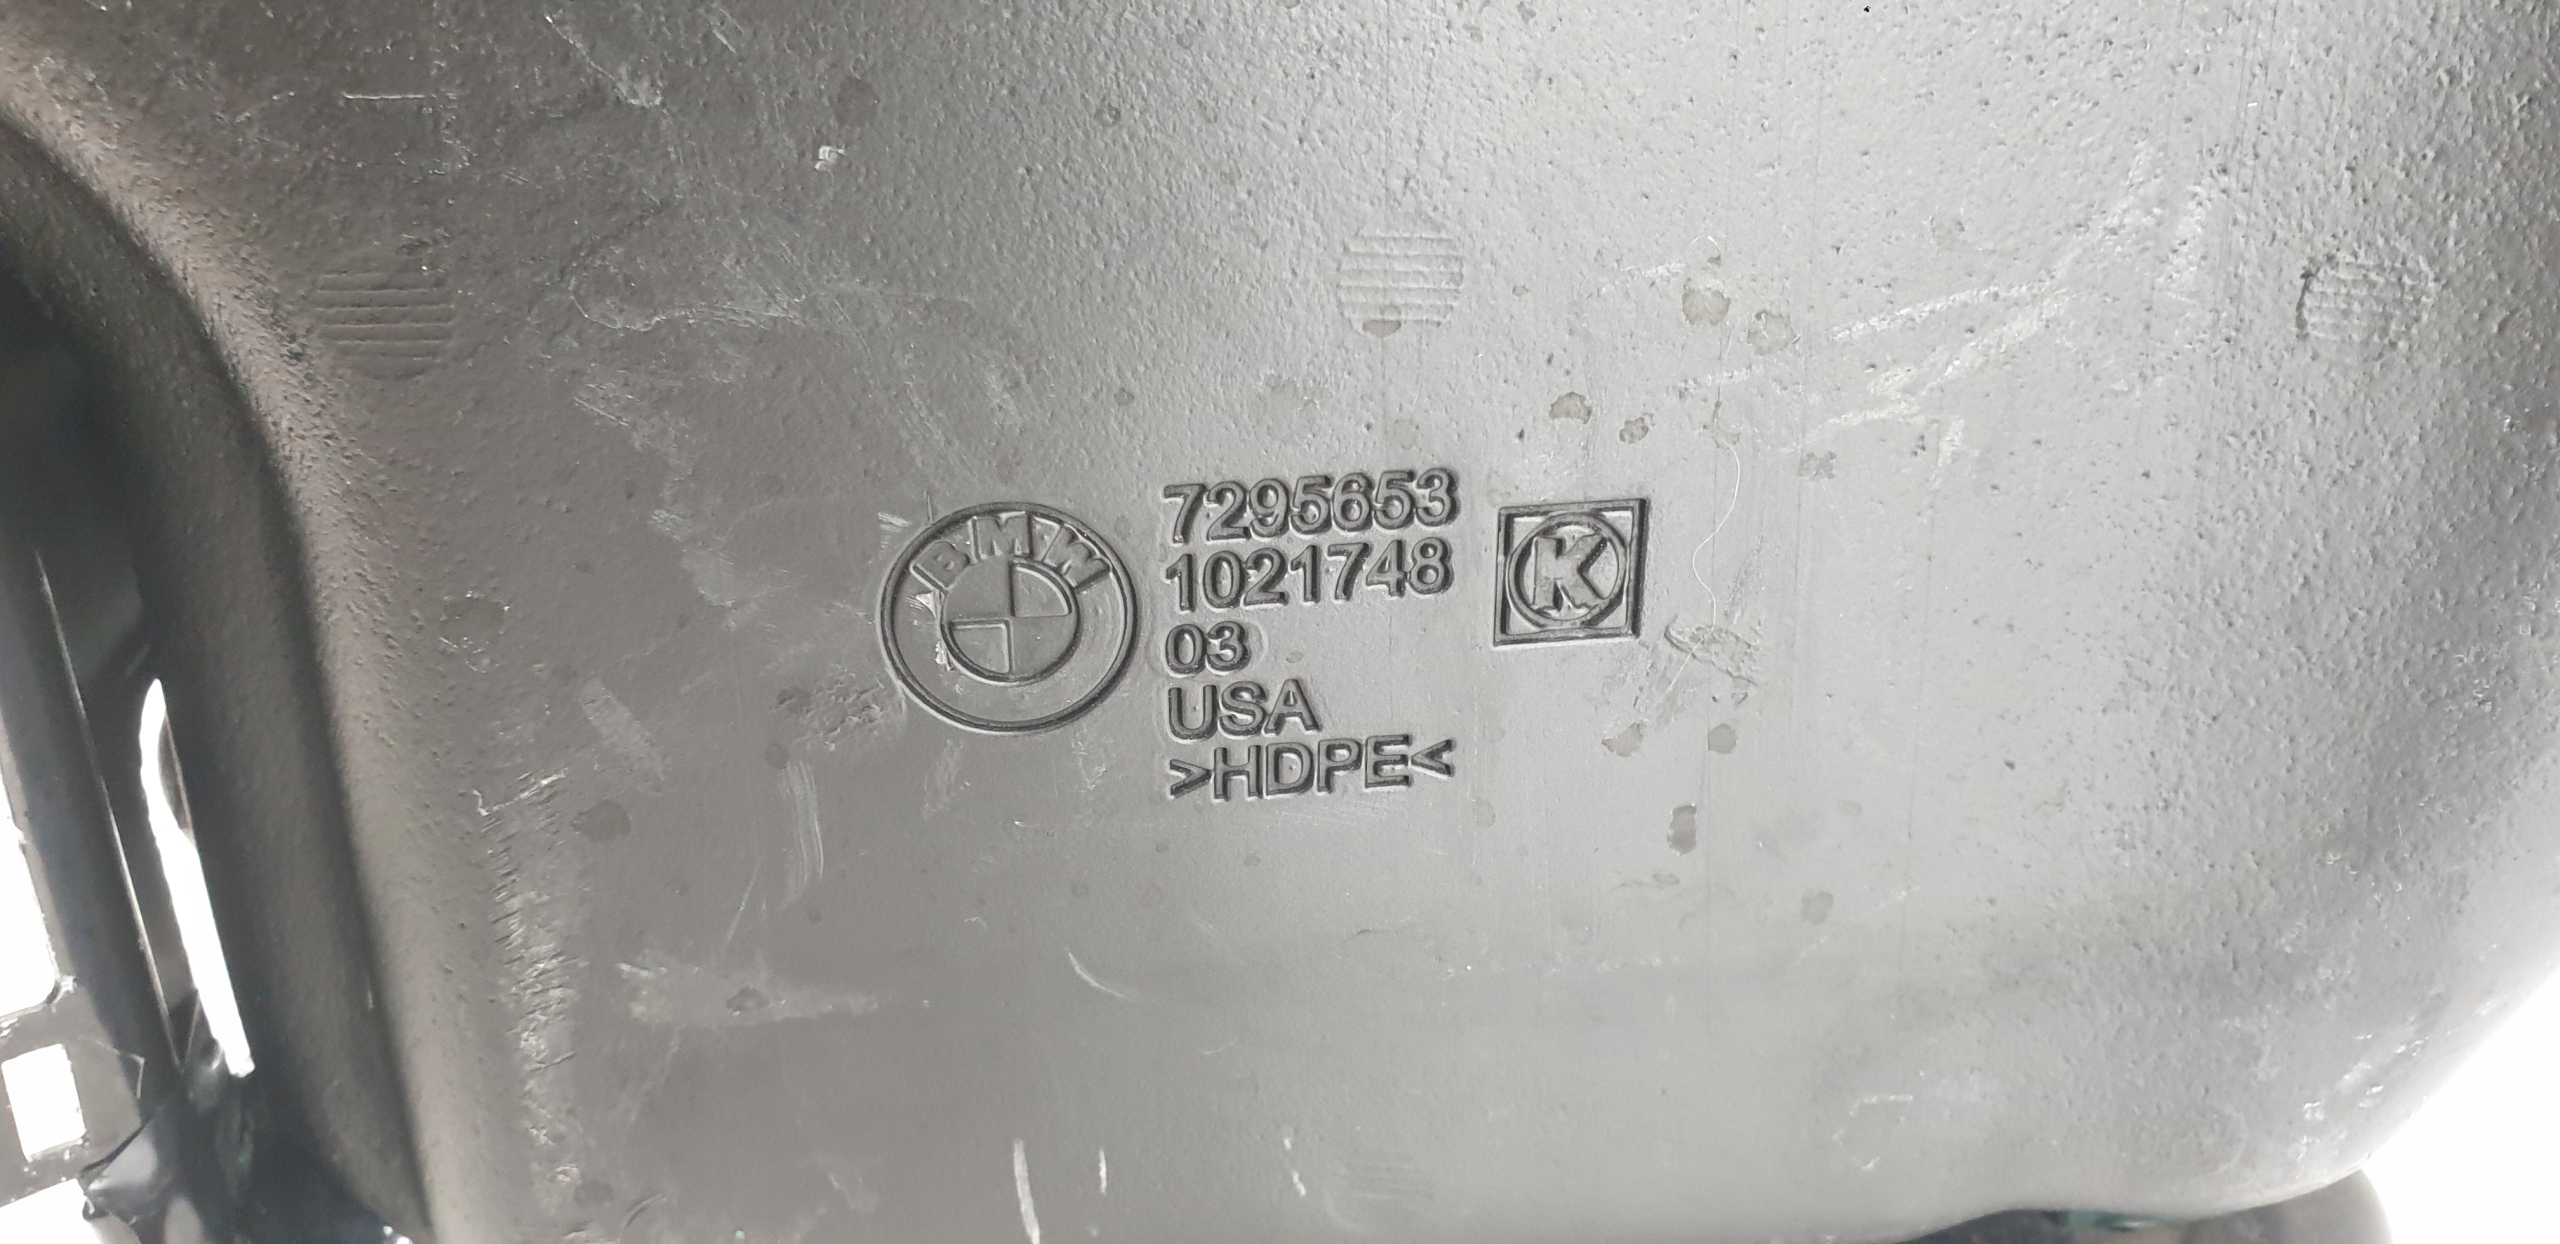 BMW
7295653
1021748
03
USA
>HDPE<
K